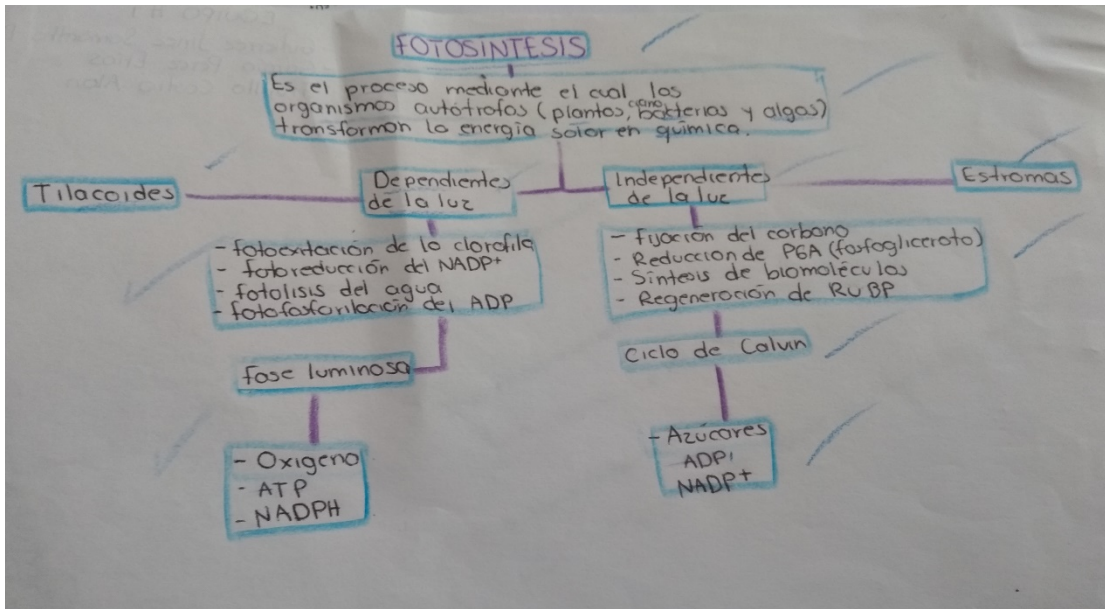 FOTOSINTESIS
Es el proceso mediante el cual los
organismos autótrofos (plantas, ciano bakterias y algas)
transforman la energía solar en química.
Tilacoides
Dependientes
de la luz
Independientes
de la luz
Estromas
- fotoexitación de la clorofila
- fotoreducción del NADP+
- fotolisis del agua
- fotofosforilación del ADP
- fijación del carbono
- Reduccion de PGA (fosfoglicerato)
- Síntesis de biomoléculas
- Regeneración de RUBP
fase luminosa
Ciclo de Calvin
- Oxigeno
- ATP
- NADPH
- Azúcares
ADP
NADP+